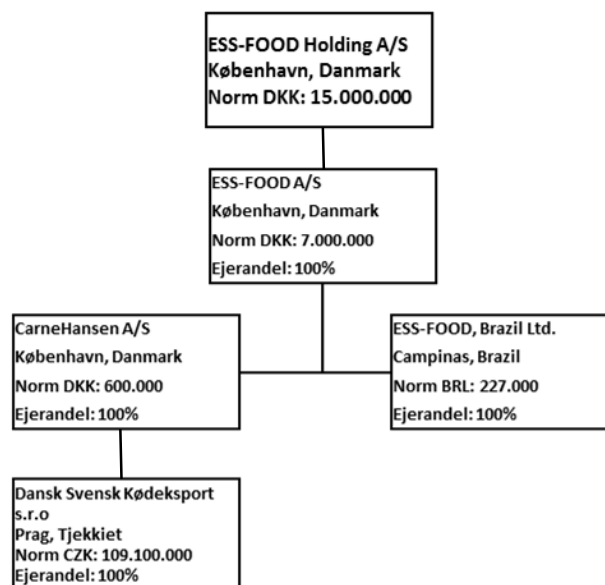 ESS-FOOD Holding A/S
København, Danmark
Norm DKK: 15.000.000
ESS-FOOD A/S
København, Danmark
Norm DKK: 7.000.000
Ejerandel: 100%
CarneHansen A/S
København, Danmark
Norm DKK: 600.000
Ejerandel: 100%
ESS-FOOD, Brazil Ltd.
Campinas, Brazil
Norm BRL: 227.000
Ejerandel: 100%
Dansk Svensk Kødeksport
s.r.o
Prag, Tjekkiet
Norm CZK: 109.100.000
Ejerandel: 100%